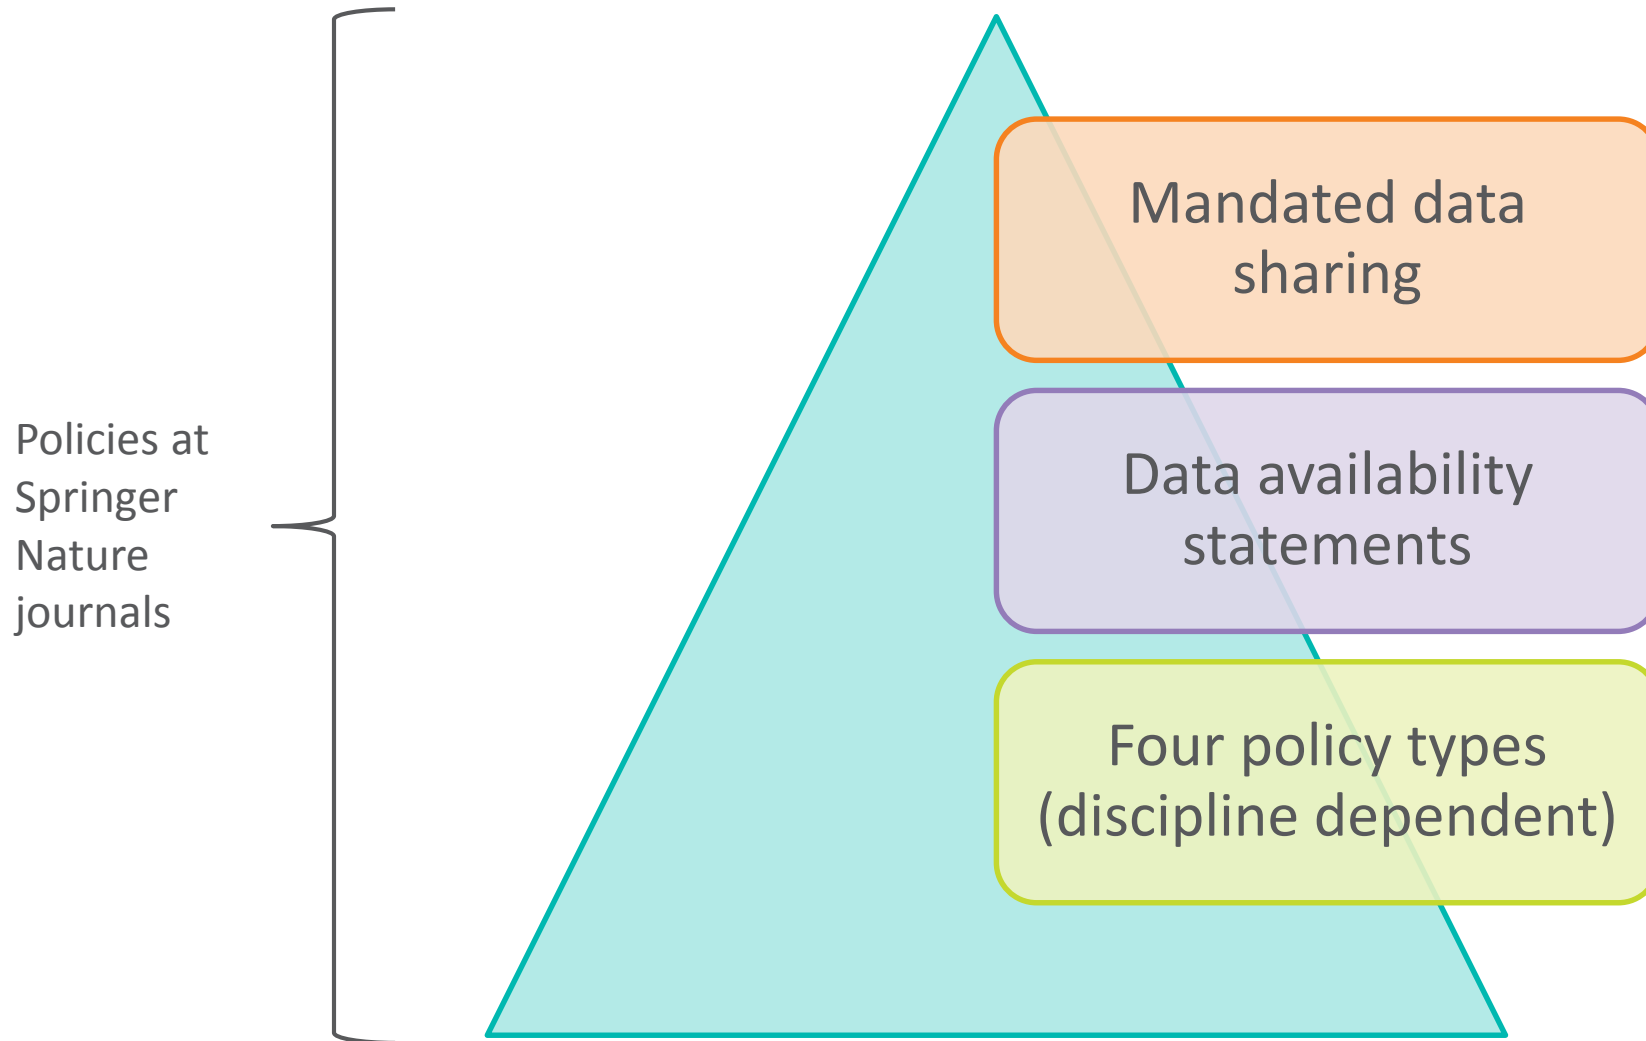 Policies at
Springer
Nature
journals
Mandated data
sharing
Data availability
statements
Four policy types
(discipline dependent)